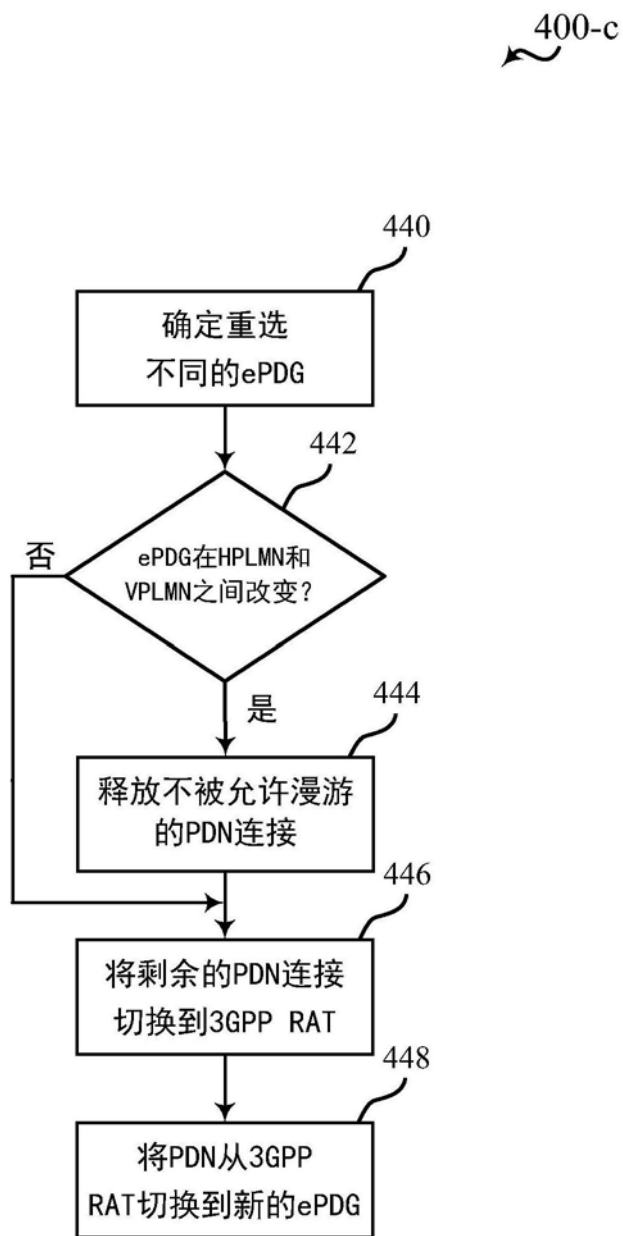 400-c
440
确定重选
不同的ePDG
442
否
ePDG在HPLMN和
VPLMN之间改变?
是
444
释放不被允许漫游
的PDN连接
446
将剩余的PDN连接
切换到3GPP RAT
448
将PDN从3GPP
RAT切换到新的ePDG